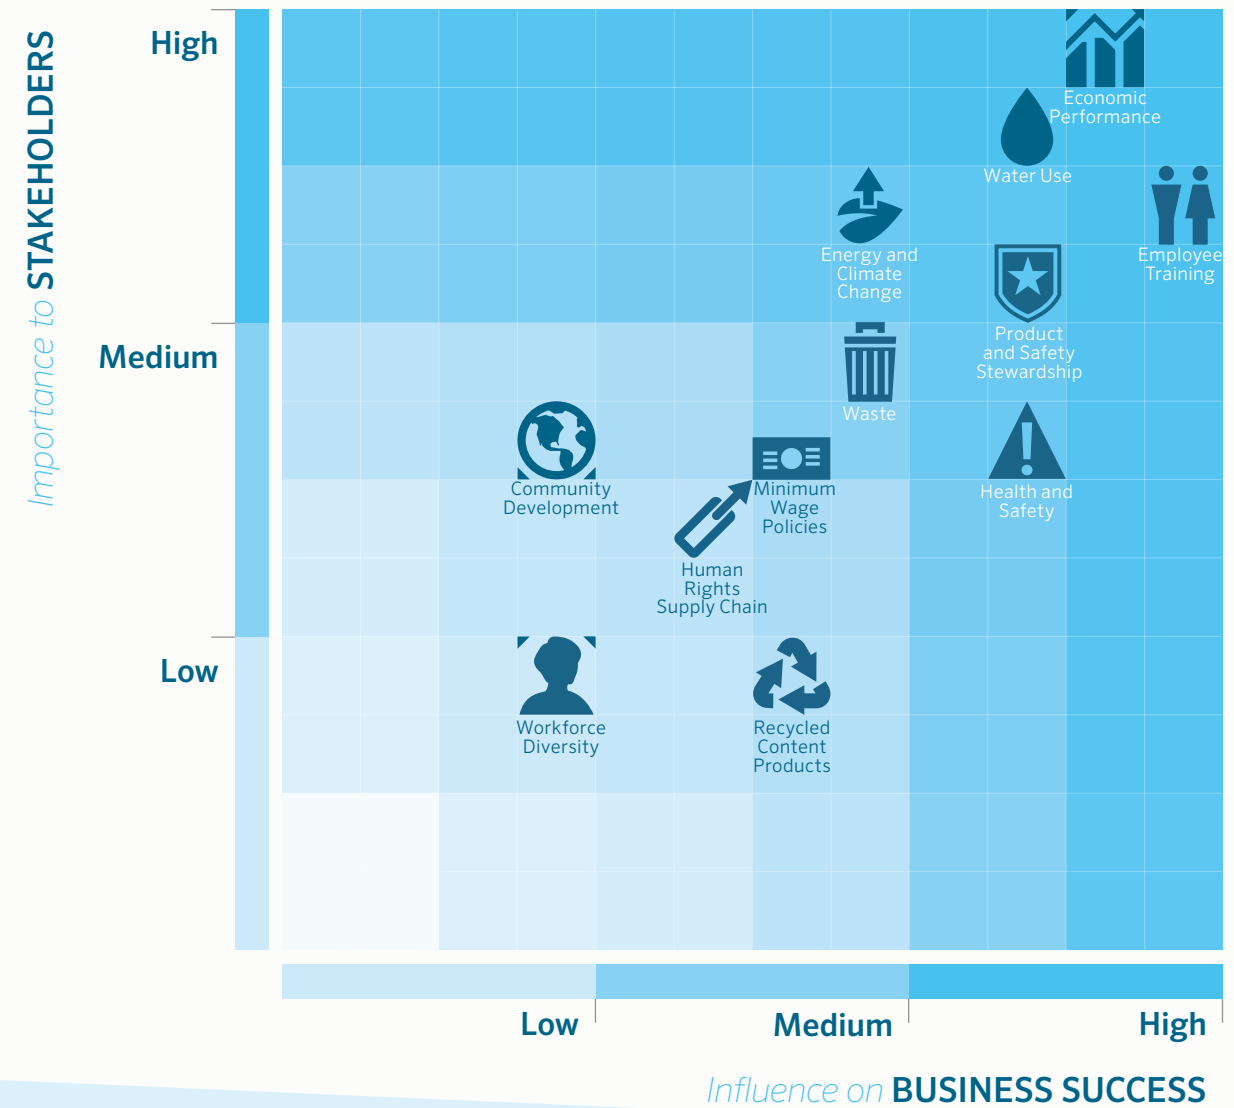 Importance to STAKEHOLDERS
High
Medium
Low
Economic
Performance
Water Use
Energy and
Climate
Change
Employee
Training
Product
and Safety
Stewardship
Waste
Community
Development
Minimum
Wage
Policies
Health and
Safety
Human
Rights
Supply Chain
Workforce
Diversity
Recycled
Content
Products
Low
Medium
High
Influence on BUSINESS SUCCESS